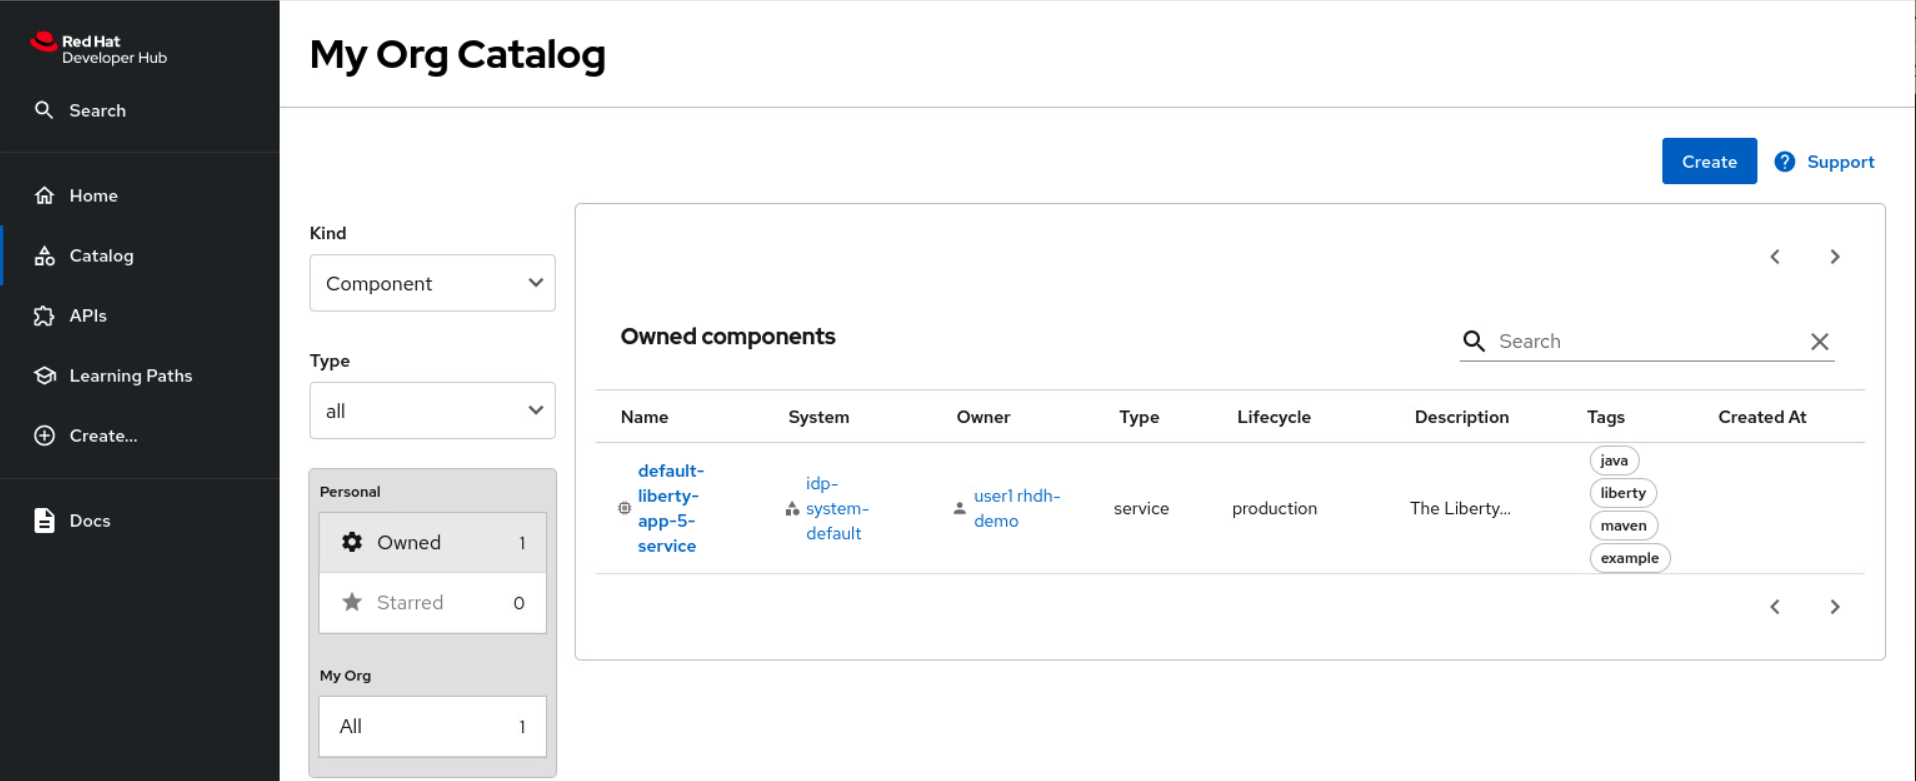 Red Hat
Developer Hub
Search
Home
Catalog
APIs
Learning Paths
Create...
Docs
My Org Catalog
Create
Support
Kind
Component
Type
all
Personal
Owned 1
Starred 0
My Org
All 1
Owned components
Search
Name System Owner Type Lifecycle Description Tags Created At
default-
liberty-
app-5-
service
idp-
system-
default
user1 rhdh-
demo
service
production
The Liberty...
java
liberty
maven
example